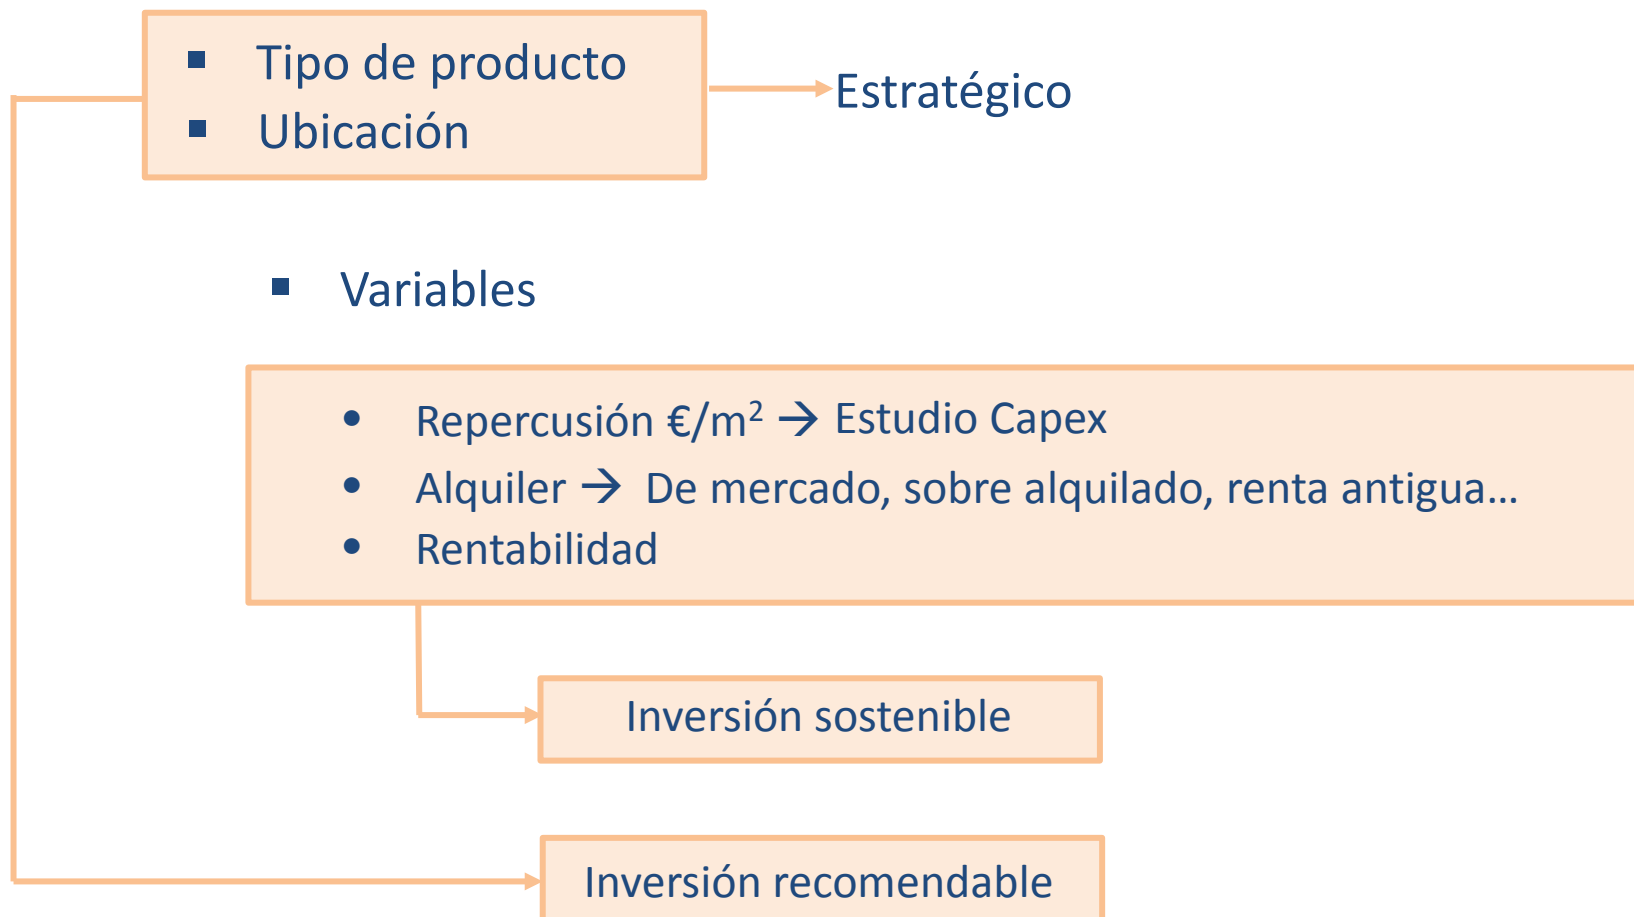 ▪ Tipo de producto
▪ Ubicación
Estratégico
▪ Variables
• Repercusión €/m² → Estudio Capex
• Alquiler → De mercado, sobre alquilado, renta antigua...
• Rentabilidad
Inversión sostenible
Inversión recomendable